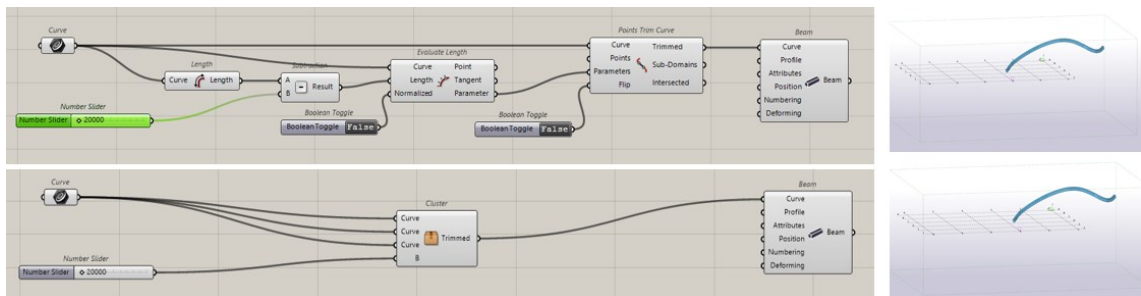 Curve
Points Trim Curve
Beam
Curve
Trimmed
Curve
Evaluate Length
Points
Profile
Length
Subtraction
Curve
Point
Parameters
Sub-Domains
Attributes
Curve
Length
A
Result
Length
Tangent
Flip
Intersected
Position
Beam
B
Normalized
Parameter
Numbering
Number Slider
Boolean Toggle
Boolean Toggle
Deforming
Number Slider
20000
Boolean Toggle
False
Boolean Toggle
False
Curve
Beam
Cluster
Curve
Curve
Profile
Curve
Trimmed
Attributes
Curve
Position
Beam
Number Slider
B
Numbering
Number Slider
20000
Deforming